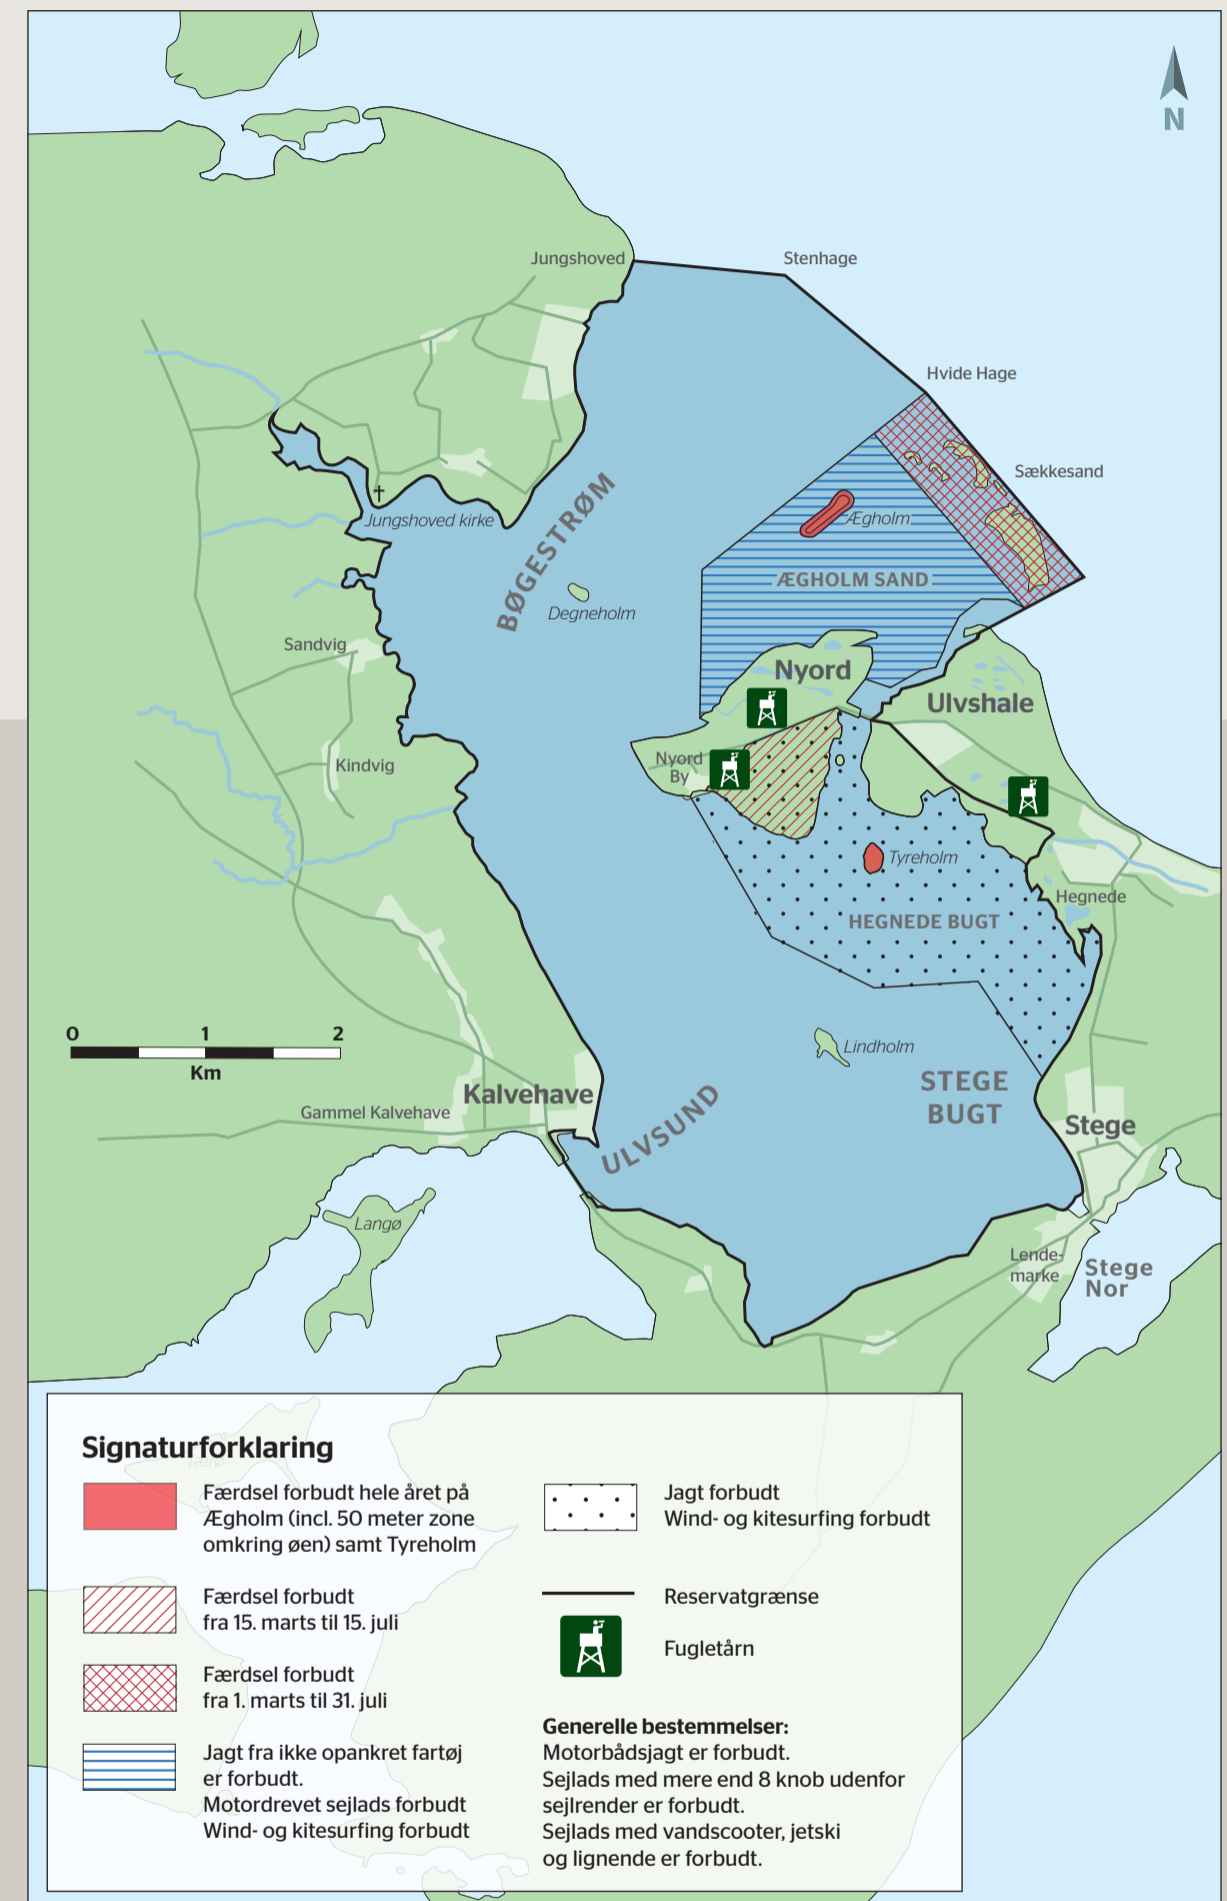 N
Jungshoved
Stenhage
Hvide Hage
Sækkesand
Ægholm
Jungshoved kirke
BØGESTRØM
ÆGHOLM SAND
Degneholm
Sandvig
Nyord
Ulvshale
Nyord
By
Kindvig
Tyreholm
Hegnede
HEGNEDE BUGT
0 1 2
Km
Lindholm
Kalvehave
STEGE
BUGT
Gammel Kalvehave
ULVSUND
Stege
Langø
Lende-
marke
Stege
Nor
Signaturforklaring
Færdsel forbudt hele året på
Ægholm (incl. 50 meter zone
omkring øen) samt Tyreholm
Færdsel forbudt
fra 15. marts til 15. juli
Færdsel forbudt
fra 1. marts til 31. juli
Jagt fra ikke opankret fartøj
er forbudt.
Motordrevet sejlads forbudt
Wind- og kitesurfing forbudt
Jagt forbudt
Wind- og kitesurfing forbudt
Reservatgrænse
Fugletårn
Generelle bestemmelser:
Motorbådsjagt er forbudt.
Sejlads med mere end 8 knob udenfor
sejlrender er forbudt.
Sejlads med vandscooter, jetski
og lignende er forbudt.